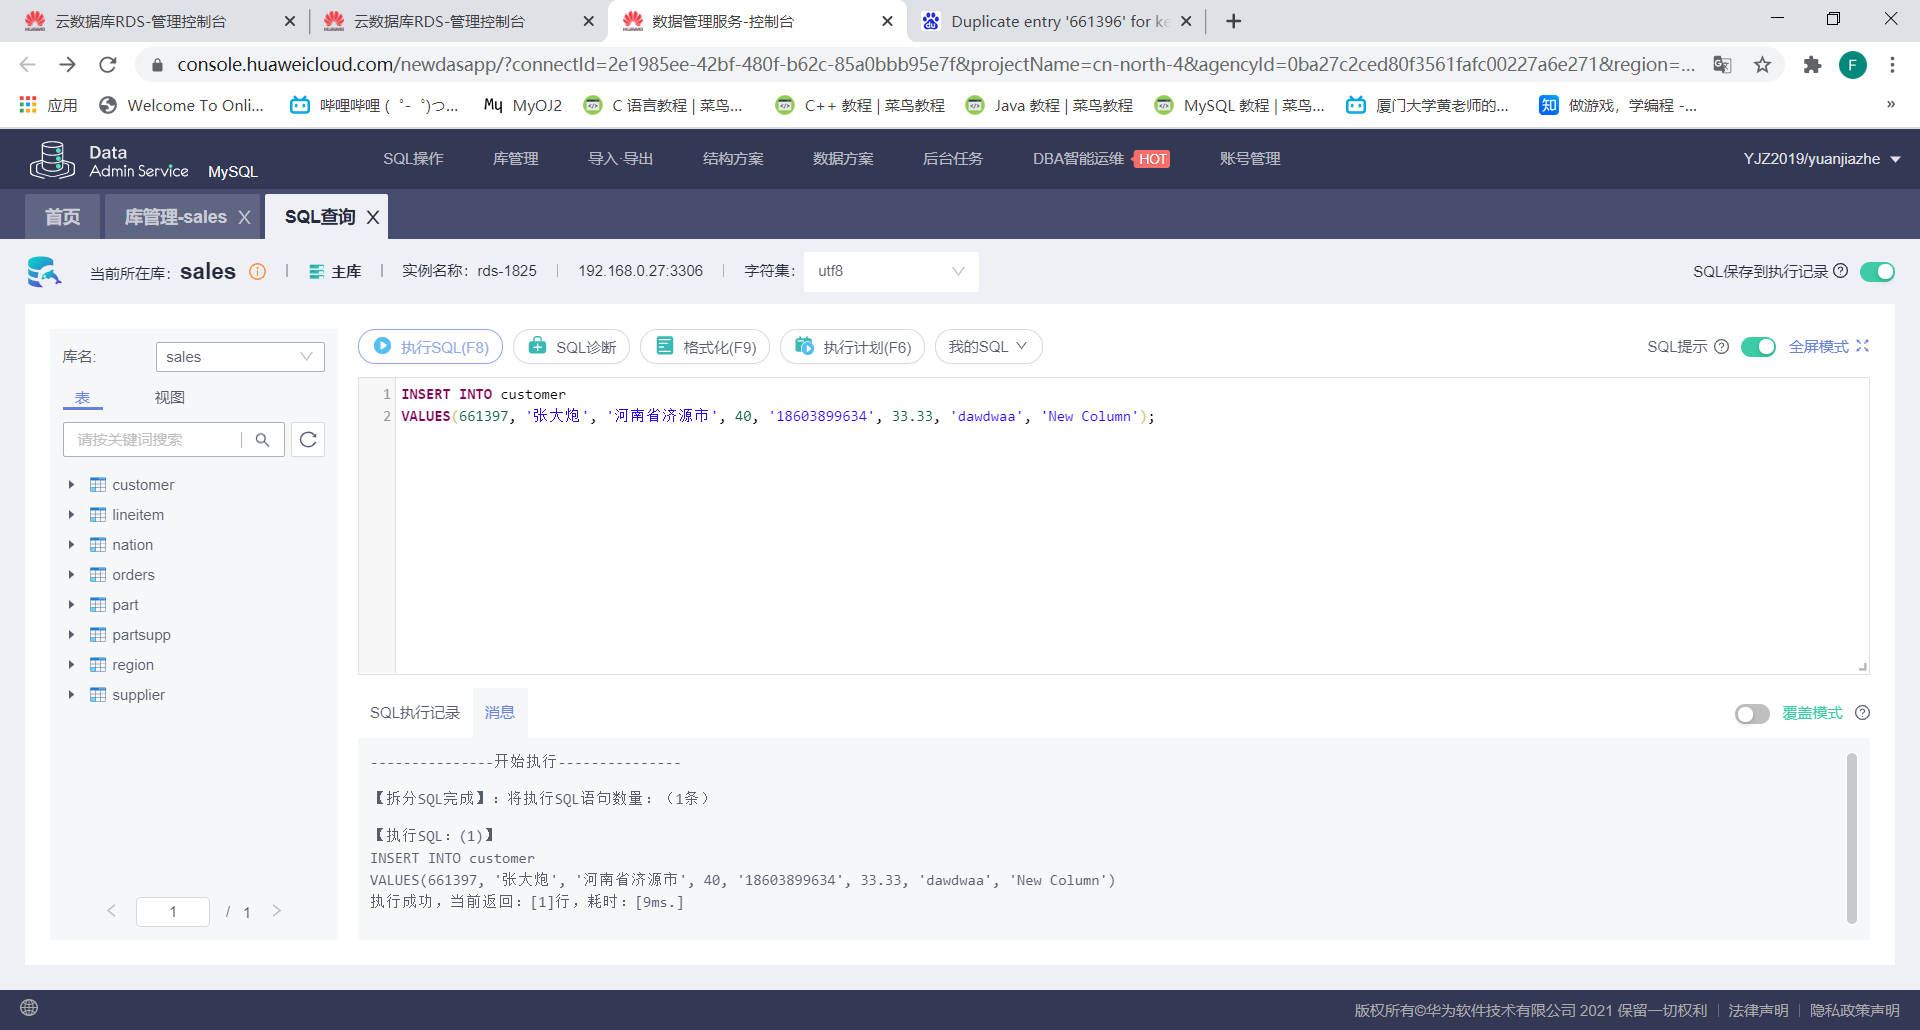 云数据库RDS-管理控制台
云数据库RDS-管理控制台
数据管理服务-控制台
Duplicate entry '661396' for ke
console.huaweicloud.com/newdasapp/?connectId=2e1985ee-42bf-480f-b62c-85a0bbb95e7f&projectName=cn-north-4&agencyId=0ba27c2ced80f3561fafc00227a6e271&region=...
F
应用
Welcome To Onli...
哔哩哔哩 ( ゜- ゜)つ...
My MyOJ2
C 语言教程 | 菜鸟...
C++ 教程 | 菜鸟教程
Java 教程 | 菜鸟教程
MySQL 教程 | 菜鸟...
厦门大学黄老师的...
知 做游戏，学编程 -...
»
Data
Admin Service MySQL
SQL操作
库管理
导入·导出
结构方案
数据方案
后台任务
DBA智能运维 HOT
账号管理
YJZ2019/yuanjiazhe
首页
库管理-sales X
SQL查询 X
当前所在库: sales
主库
实例名称: rds-1825
192.168.0.27:3306
字符集: utf8
SQL保存到执行记录
库名: sales
表 视图
请按关键词搜索
customer
lineitem
nation
orders
part
partsupp
region
supplier
< 1 / 1 >
执行SQL(F8)
SQL诊断
格式化(F9)
执行计划(F6)
我的SQL
SQL提示
全屏模式
1 INSERT INTO customer
2 VALUES(661397, '张大炮', '河南省济源市', 40, '18603899634', 33.33, 'dawdwaa', 'New Column');
SQL执行记录 消息
覆盖模式
---------------开始执行---------------
【拆分SQL完成】：将执行SQL语句数量：（1条）
【执行SQL：(1)】
INSERT INTO customer
VALUES(661397, '张大炮', '河南省济源市', 40, '18603899634', 33.33, 'dawdwaa', 'New Column')
执行成功，当前返回：[1]行，耗时：[9ms.]
版权所有©华为软件技术有限公司 2021 保留一切权利 | 法律声明 | 隐私政策声明